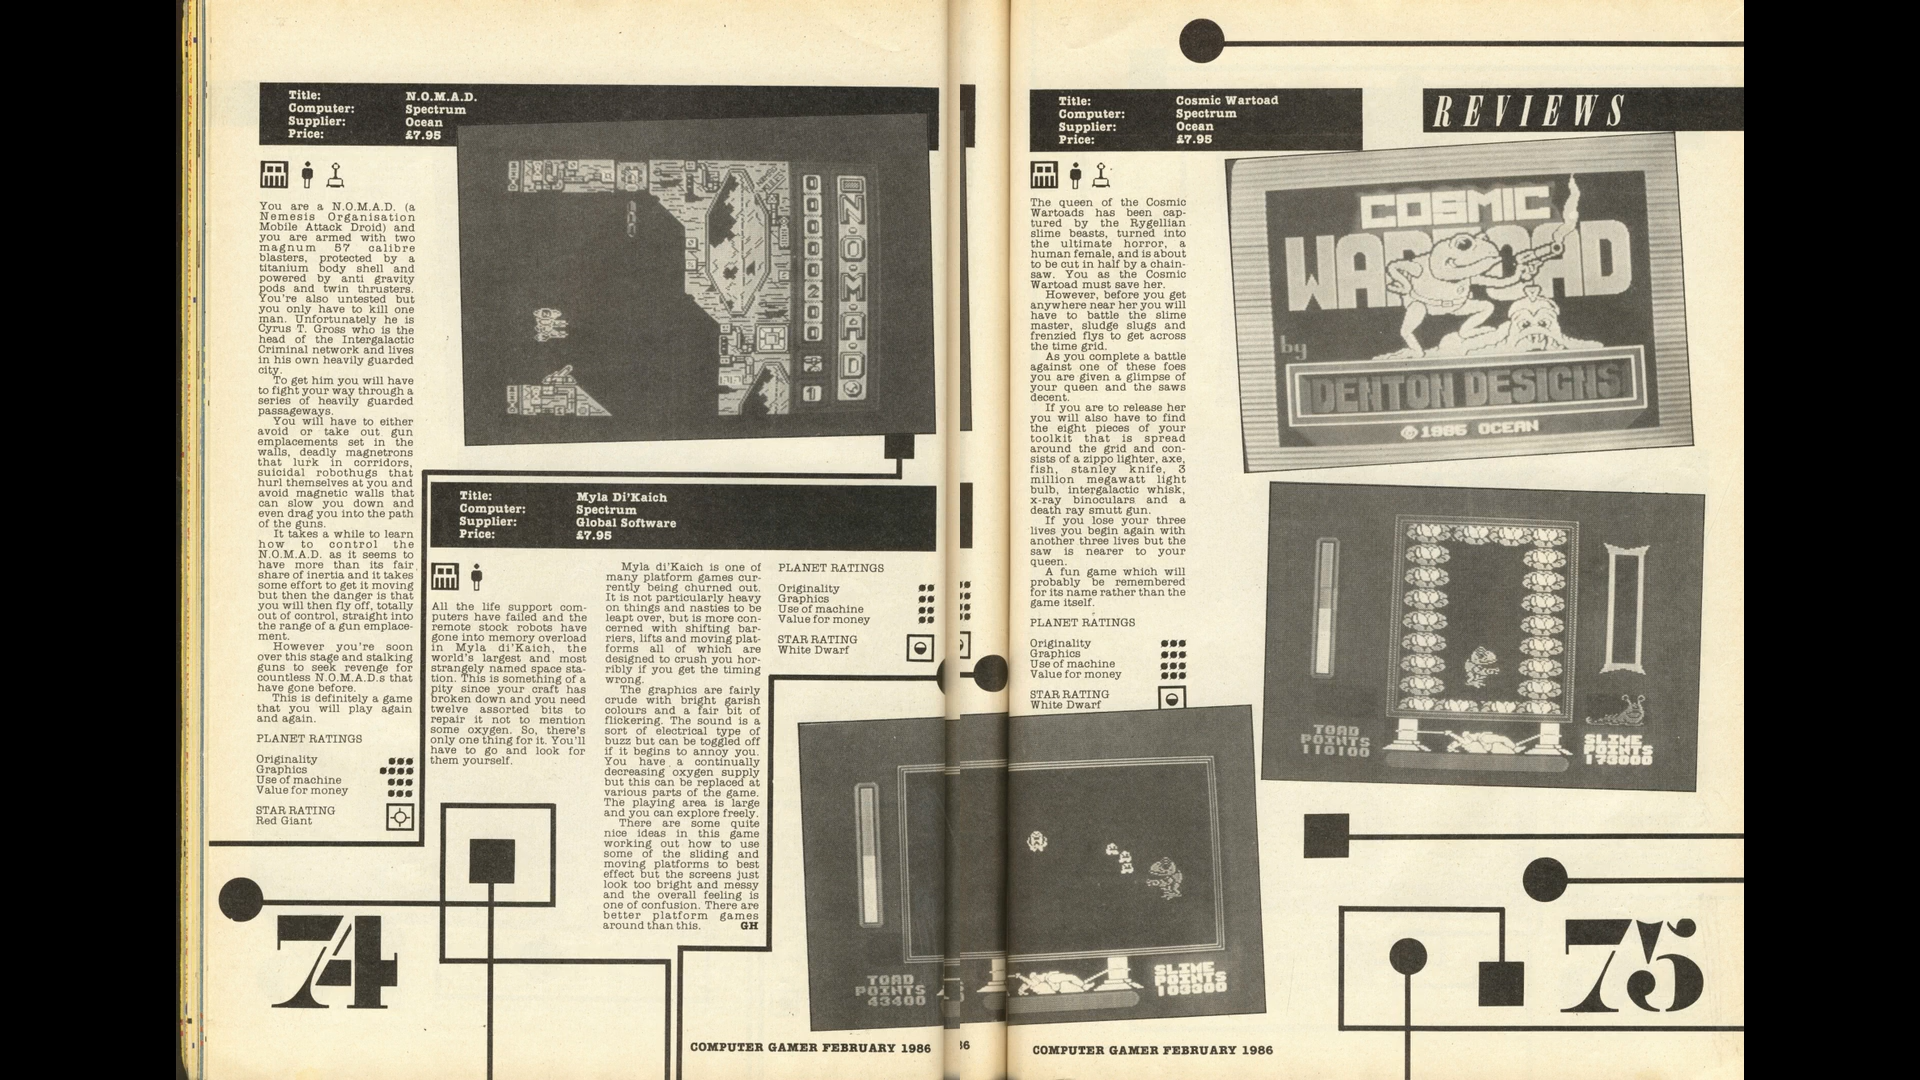 Title: N.O.M.A.D.
Computer: Spectrum
Supplier: Ocean
Price: £7.95
You are a N.O.M.A.D. (a
Nemesis Organisation
Mobile Attack Droid) and
you are armed with two
magnum 57 calibre
blasters, protected by a
titanium body shell and
powered by anti gravity
pods and twin thrusters.
You're also untested but
you only have to kill one
man. Unfortunately he is
Cyrus T. Gross who is the
head of the Intergalactic
Criminal network and lives
in his own heavily guarded
city.
To get him you will have
to fight your way through a
series of heavily guarded
passageways.
You will have to either
avoid or take out gun
emplacements set in the
walls, deadly magnetrons
that lurk in corridors,
suicidal robothugs that
hurl themselves at you and
avoid magnetic walls that
can slow you down and
even drag you into the path
of the guns.
It takes a while to learn
how to control the
N.O.M.A.D. as it seems to
have more than its fair
share of inertia and it takes
some effort to get it moving
but then the danger is that
you will then fly off, totally
out of control, straight into
the range of a gun emplace-
ment.
However you're soon
over this stage and stalking
guns to seek revenge for
countless N.O.M.A.D.s that
have gone before.
This is definitely a game
that you will play again
and again.
PLANET RATINGS
Originality
Graphics
Use of machine
Value for money
STAR RATING
Red Giant
N.O.M.A.D
00000200
1
Title: Myla Di'Kaich
Computer: Spectrum
Supplier: Global Software
Price: £7.95
All the life support com-
puters have failed and the
remote stock robots have
gone into memory overload
in Myla di'Kaich, the
world's largest and most
strangely named space sta-
tion. This is something of a
pity since your craft has
broken down and you need
twelve assorted bits to
repair it not to mention
some oxygen. So, there's
only one thing for it. You'll
have to go and look for
them yourself.
Myla di'Kaich is one of
many platform games cur-
rently being churned out.
It is not particularly heavy
on things and nasties to be
leapt over, but is more con-
cerned with shifting bar-
riers, lifts and moving plat-
forms all of which are
designed to crush you hor-
ribly if you get the timing
wrong.
The graphics are fairly
crude with bright garish
colours and a fair bit of
flickering. The sound is a
sort of electrical type of
buzz but can be toggled off
if it begins to annoy you.
You have a continually
decreasing oxygen supply
but this can be replaced at
various parts of the game.
The playing area is large
and you can explore freely.
There are some quite
nice ideas in this game
working out how to use
some of the sliding and
moving platforms to best
effect but the screens just
look too bright and messy
and the overall feeling is
one of confusion. There are
better platform games
around than this. GH
PLANET RATINGS
Originality
Graphics
Use of machine
Value for money
STAR RATING
White Dwarf
TOAD
POINTS
43400
SLIME
POINTS
103300
74
COMPUTER GAMER FEBRUARY 1986
86
REVIEWS
Title: Cosmic Wartoad
Computer: Spectrum
Supplier: Ocean
Price: £7.95
The queen of the Cosmic
Wartoads has been cap-
tured by the Rygellian
slime beasts, turned into
the ultimate horror, a
human female, and is about
to be cut in half by a chain-
saw. You as the Cosmic
Wartoad must save her.
However, before you get
anywhere near her you will
have to battle the slime
master, sludge slugs and
frenzied flys to get across
the time grid.
As you complete a battle
against one of these foes
you are given a glimpse of
your queen and the saws
decent.
If you are to release her
you will also have to find
the eight pieces of your
toolkit that is spread
around the grid and con-
sists of a zippo lighter, axe,
fish, stanley knife, 3
million megawatt light
bulb, intergalactic whisk,
x-ray binoculars and a
death ray smutt gun.
If you lose your three
lives you begin again with
another three lives but the
saw is nearer to your
queen.
A fun game which will
probably be remembered
for its name rather than the
game itself.
PLANET RATINGS
Originality
Graphics
Use of machine
Value for money
STAR RATING
White Dwarf
COSMIC
WARTOAD
by
DENTON DESIGNS
© 1985 OCEAN
TOAD
POINTS
110100
SLIME
POINTS
173000
75
COMPUTER GAMER FEBRUARY 1986